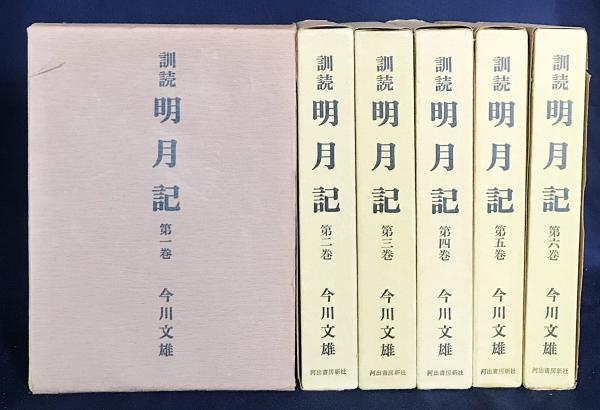 訓読
明月記
第一巻
今川文雄
訓読
明月記
第二巻
今川文雄
河出書房新社
訓読
明月記
第三巻
今川文雄
河出書房新社
訓読
明月記
第四巻
今川文雄
河出書房新社
訓読
明月記
第五巻
今川文雄
河出書房新社
訓読
明月記
第六巻
今川文雄
河出書房新社